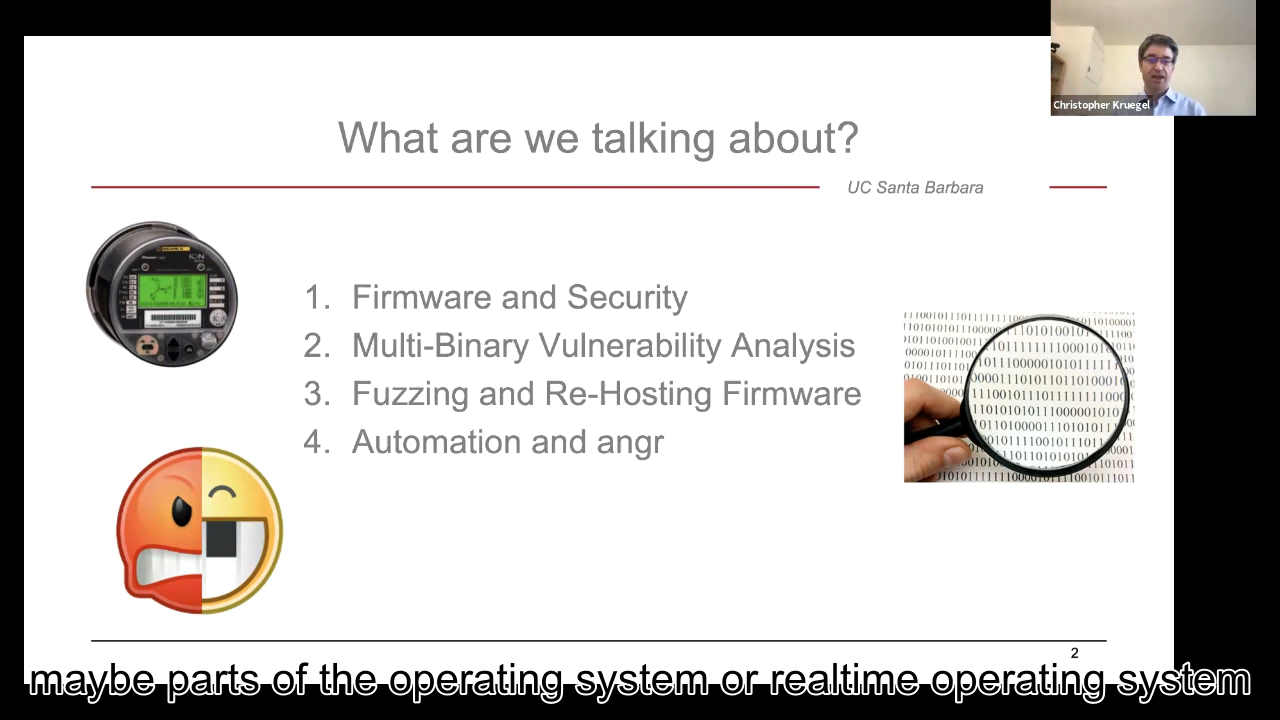 Christopher Kruegel
What are we talking about?
UC Santa Barbara
1. Firmware and Security
2. Multi-Binary Vulnerability Analysis
3. Fuzzing and Re-Hosting Firmware
4. Automation and angr
2
maybe parts of the operating system or realtime operating system